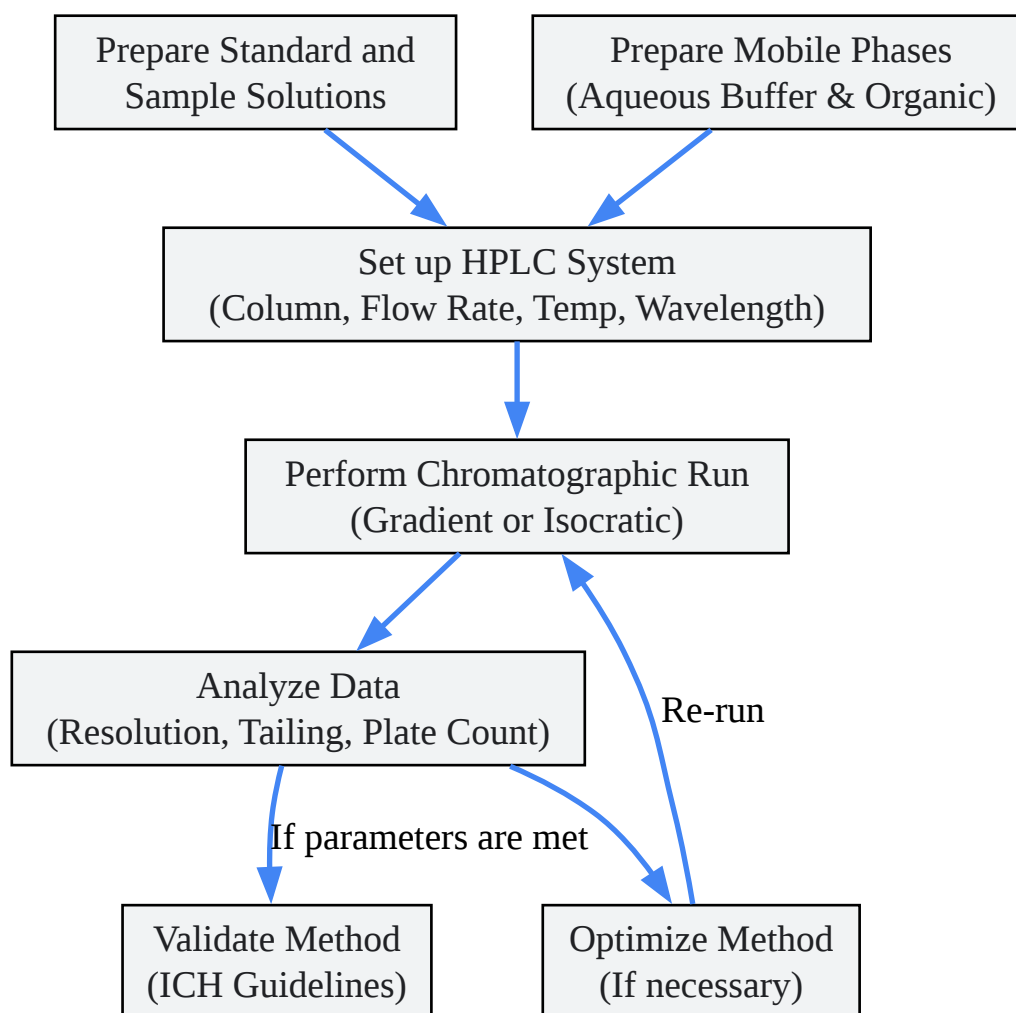 Prepare Standard and
Sample Solutions
Prepare Mobile Phases
(Aqueous Buffer & Organic)
Set up HPLC System
(Column, Flow Rate, Temp, Wavelength)
Perform Chromatographic Run
(Gradient or Isocratic)
Analyze Data
(Resolution, Tailing, Plate Count)
Re-run
If parameters are met
Validate Method
(ICH Guidelines)
Optimize Method
(If necessary)